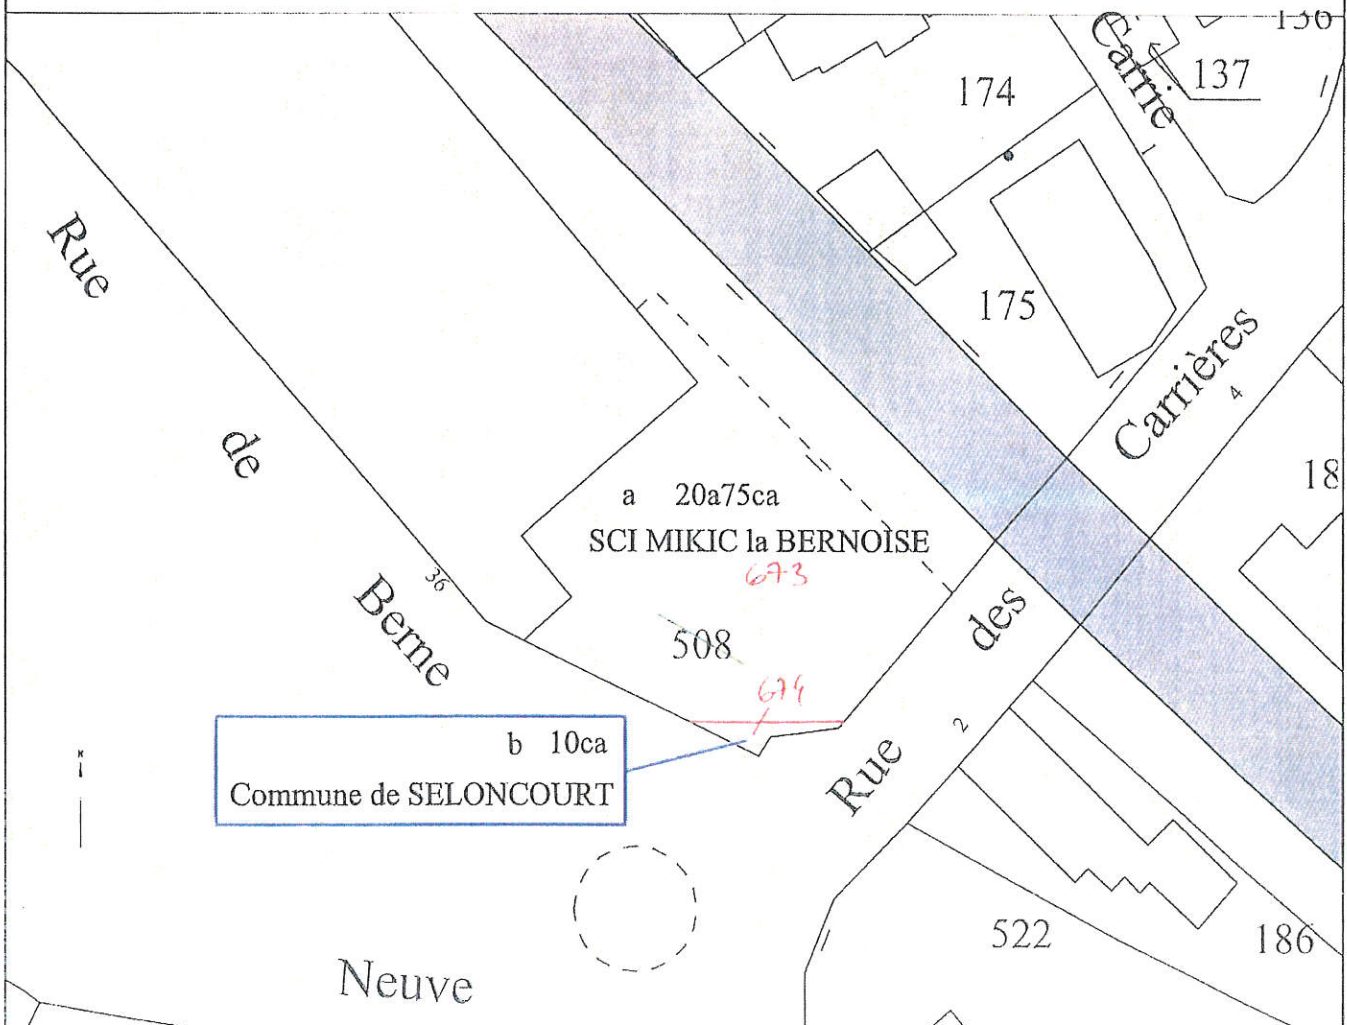 136
Carrie
137
174
1
Rue
175
Carrières
4
de
18
a 20a75ca
SCI MIKIC la BERNOISE
673
36
Berne
des
508
674
2
b 10ca
Commune de SELONCOURT
N
Rue
522
186
Neuve